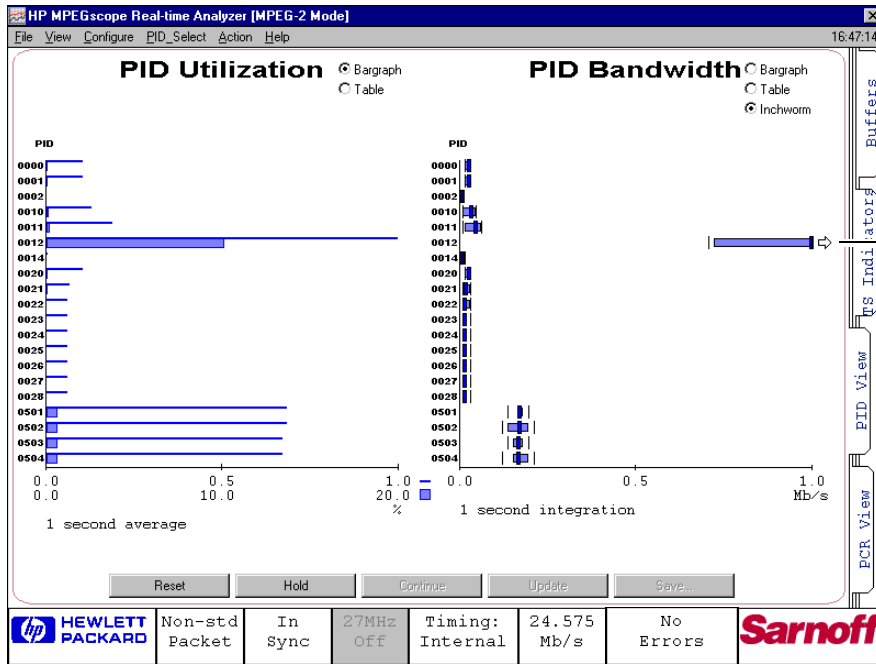 HP MPEGscope Real-time Analyzer [MPEG-2 Mode]
File View Configure PID_Select Action Help 16:47:14
PID Utilization
Bargraph
Table
PID
0000
0001
0002
0010
0011
0012
0014
0020
0021
0022
0023
0024
0025
0026
0027
0028
0501
0502
0503
0504
0.0 0.5 1.0
0.0 10.0 20.0
%
1 second average
PID Bandwidth
Bargraph
Table
Inchworm
PID
0000
0001
0002
0010
0011
0012
0014
0020
0021
0022
0023
0024
0025
0026
0027
0028
0501
0502
0503
0504
0.0 0.5 1.0
Mb/s
1 second integration
Buffers
TS Indicators
PID View
PCR View
Reset Hold Continue Update Save...
hp HEWLETT
PACKARD
Non-std
Packet
In
Sync
27MHz
Off
Timing:
Internal
24.575
Mb/s
No
Errors
Sarnoff